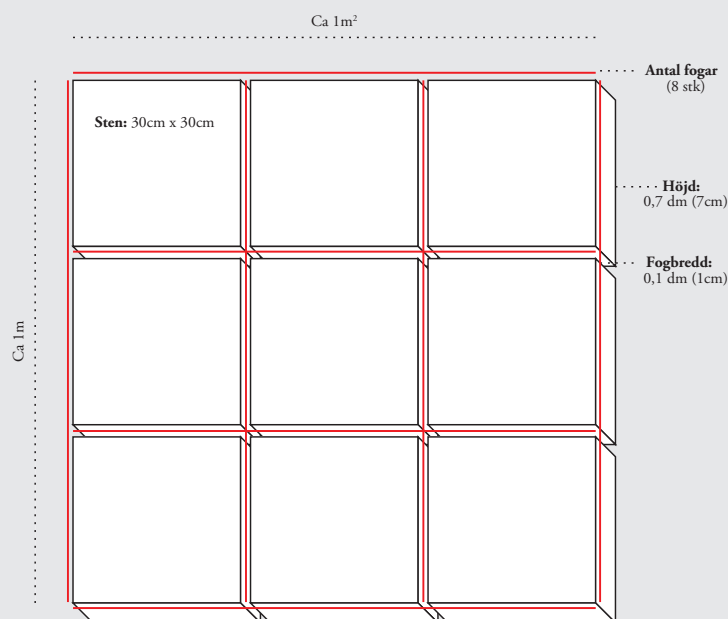 Ca 1m²
Antal fogar
(8 stk)
Sten: 30cm x 30cm
Höjd:
0,7 dm (7cm)
Fogbredd:
0,1 dm (1cm)
Ca 1m